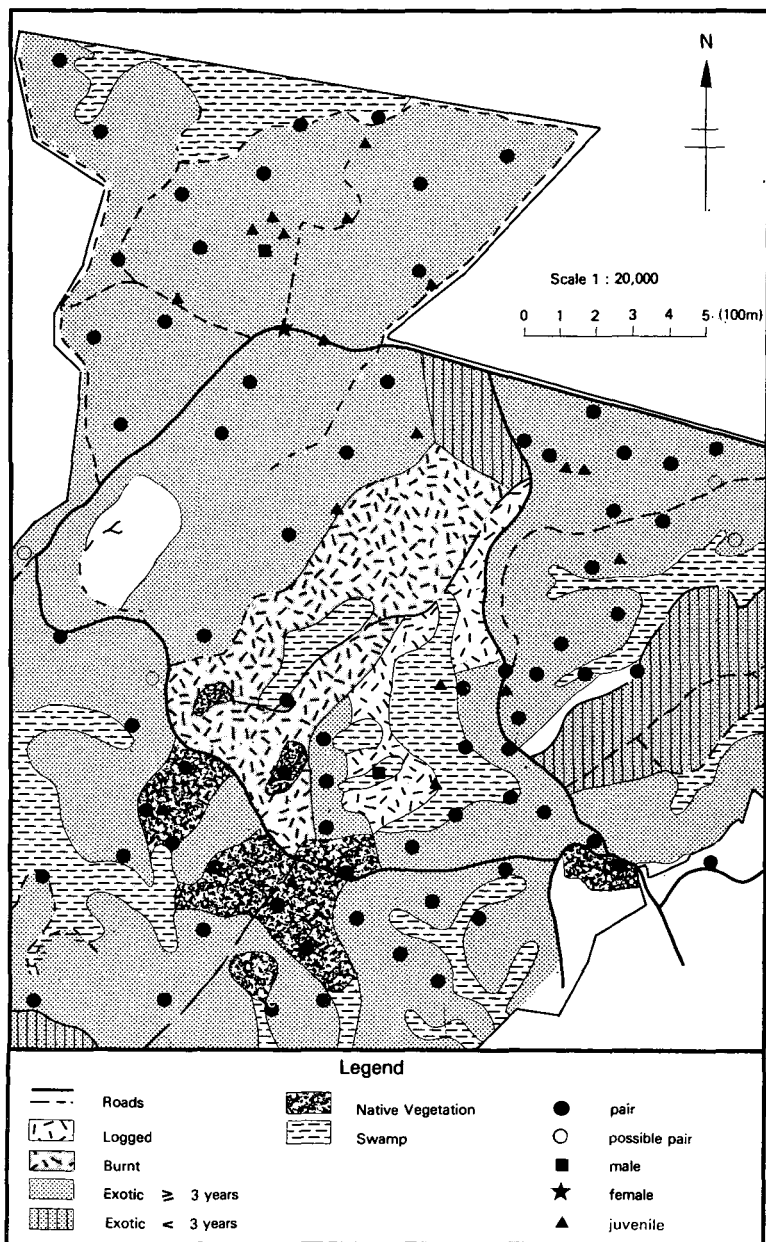 N
Scale 1 : 20,000
0 1 2 3 4 5 (100m)
Legend
Roads
Logged
Burnt
Exotic ≥ 3 years
Exotic < 3 years
Native Vegetation
Swamp
pair
possible pair
male
female
juvenile